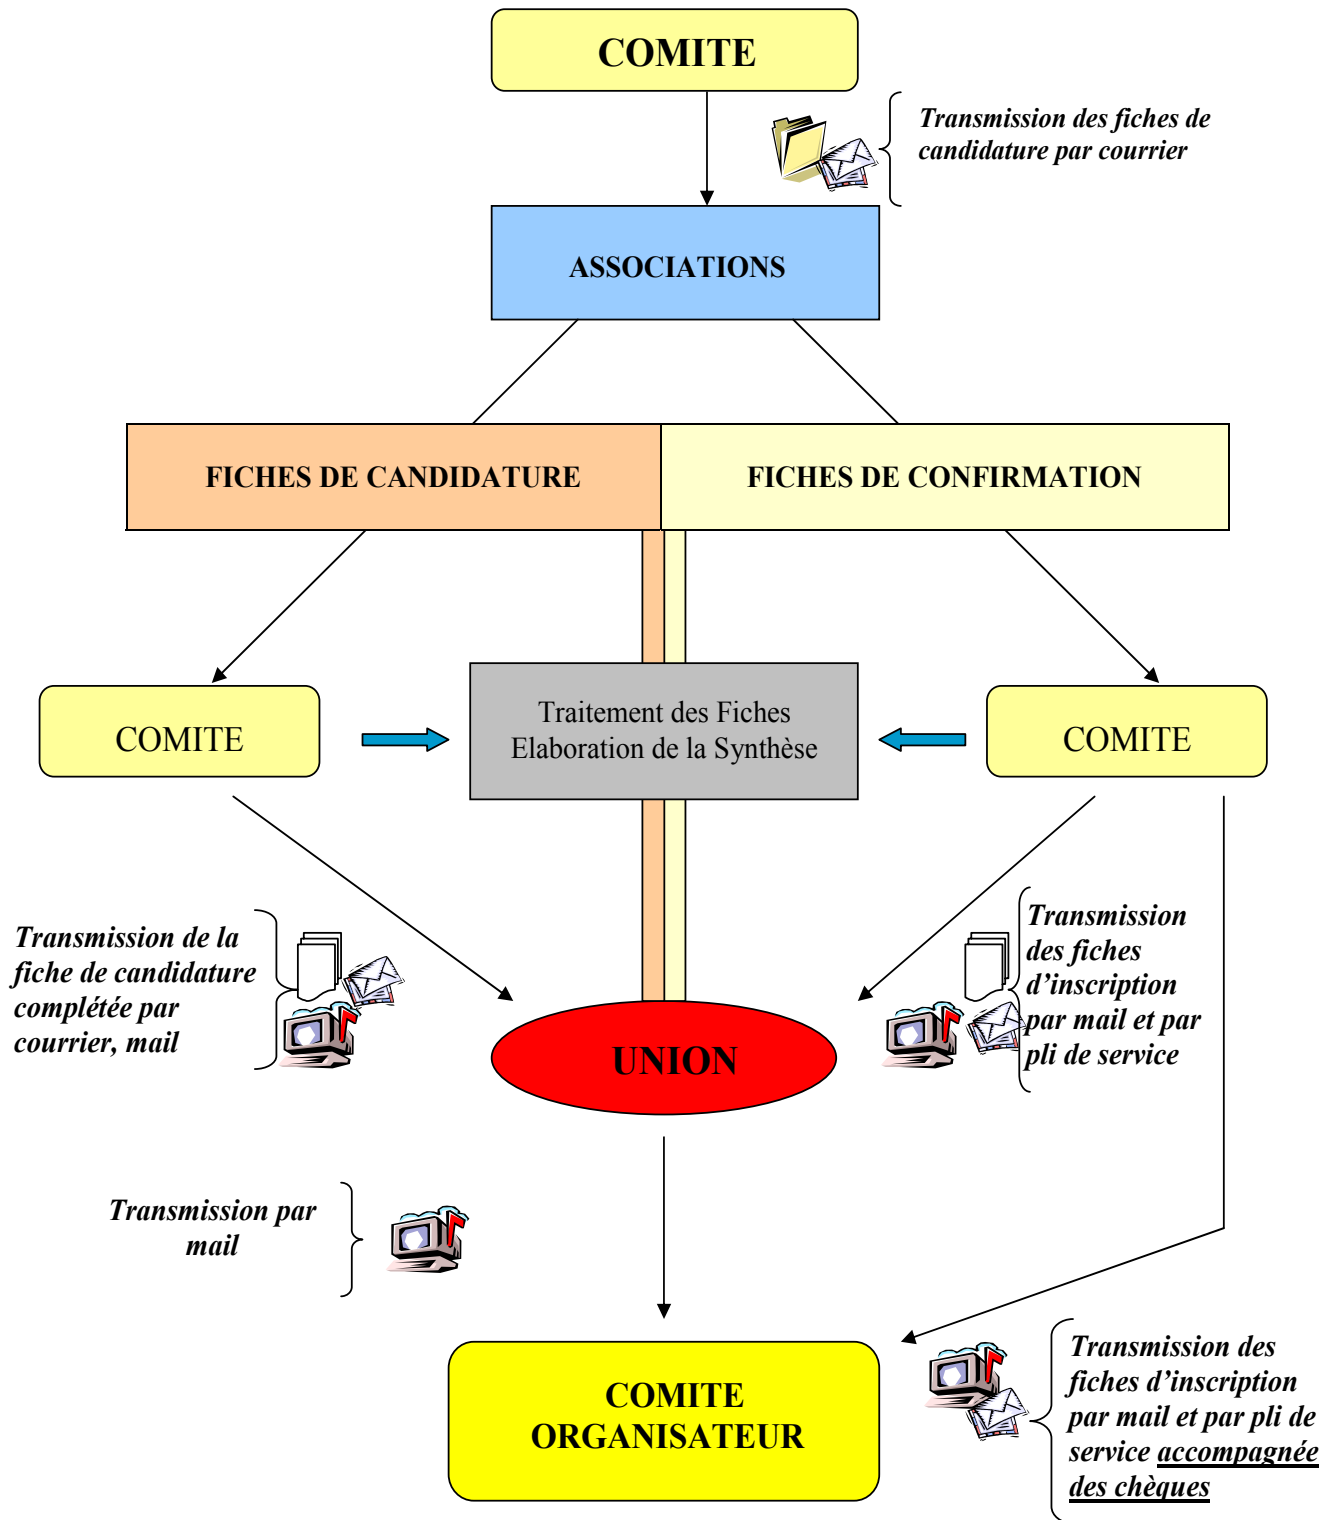 COMITE
Transmission des fiches de
candidature par courrier
ASSOCIATIONS
FICHES DE CANDIDATURE
FICHES DE CONFIRMATION
COMITE
Traitement des Fiches
Elaboration de la Synthèse
COMITE
Transmission de la
fiche de candidature
complétée par
courrier, mail
Transmission
des fiches
d’inscription
par mail et par
pli de service
UNION
Transmission par
mail
COMITE
ORGANISATEUR
Transmission des
fiches d’inscription
par mail et par pli de
service accompagnée
des chèques